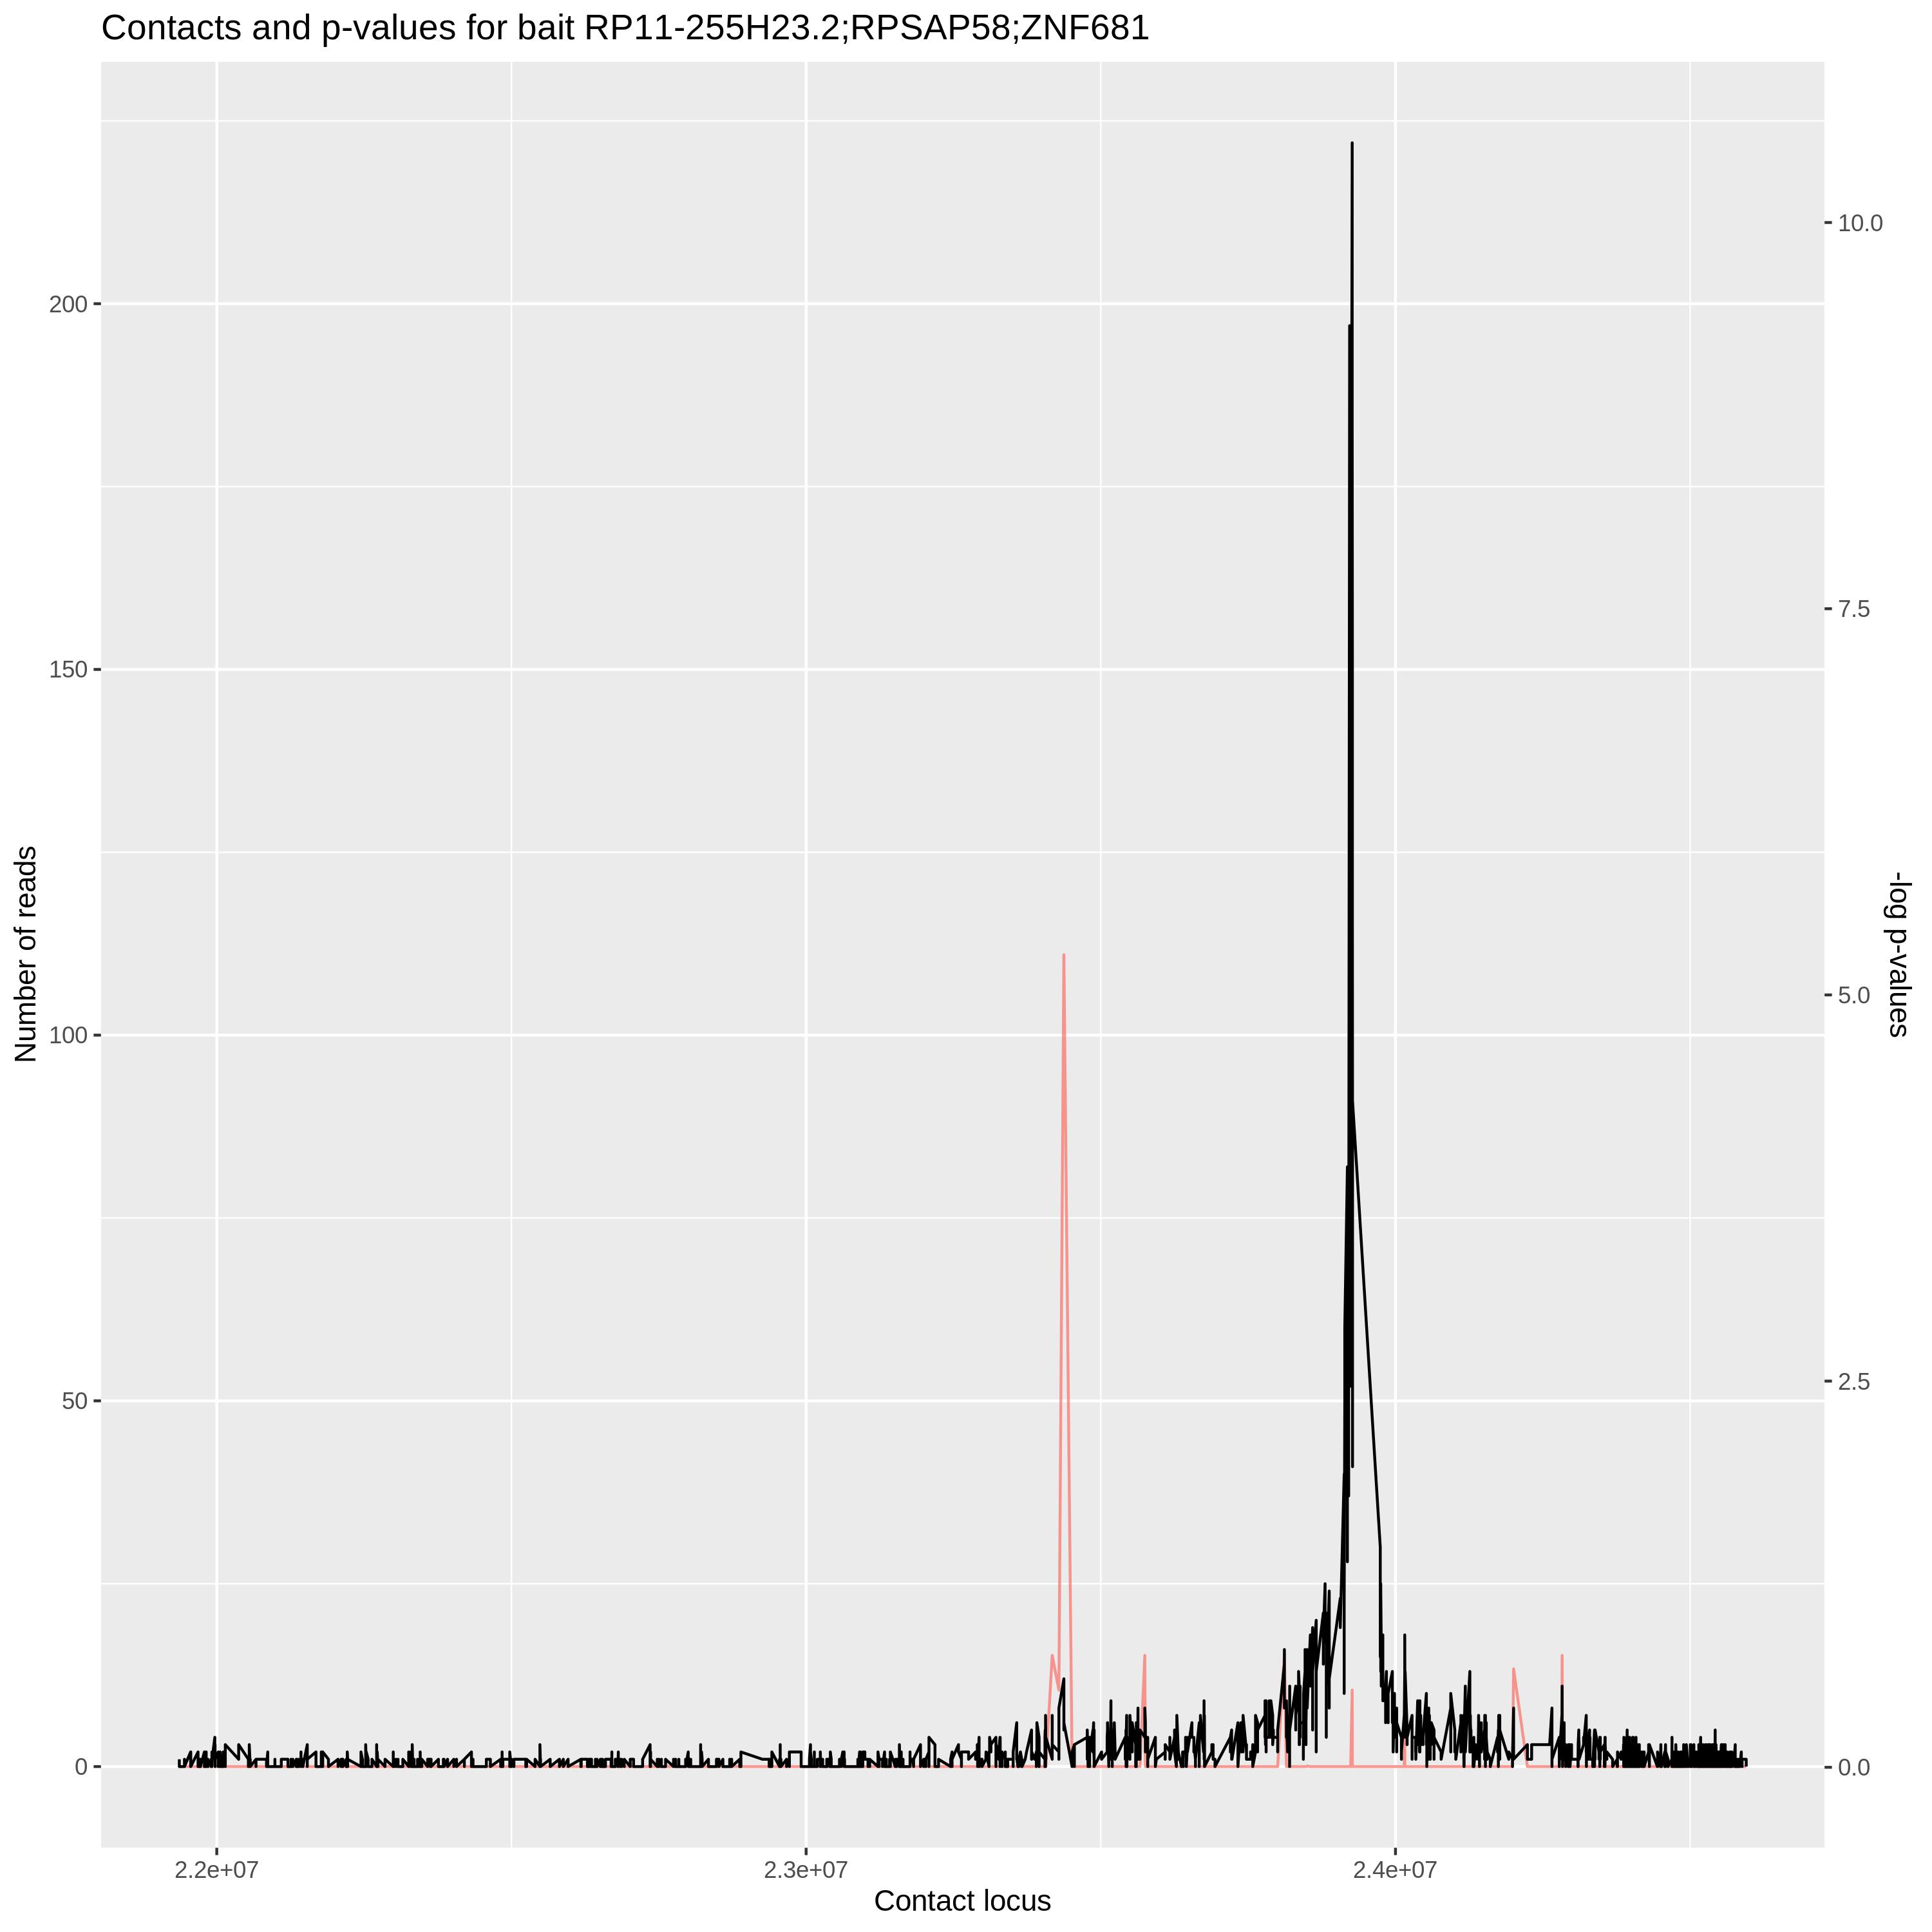 Contacts and p-values for bait RP11-255H23.2;RPSAP58;ZNF681
Number of reads
200
150
100
50
0
10.0
7.5
5.0
2.5
0.0
-log p-values
2.2e+07 2.3e+07 2.4e+07
Contact locus